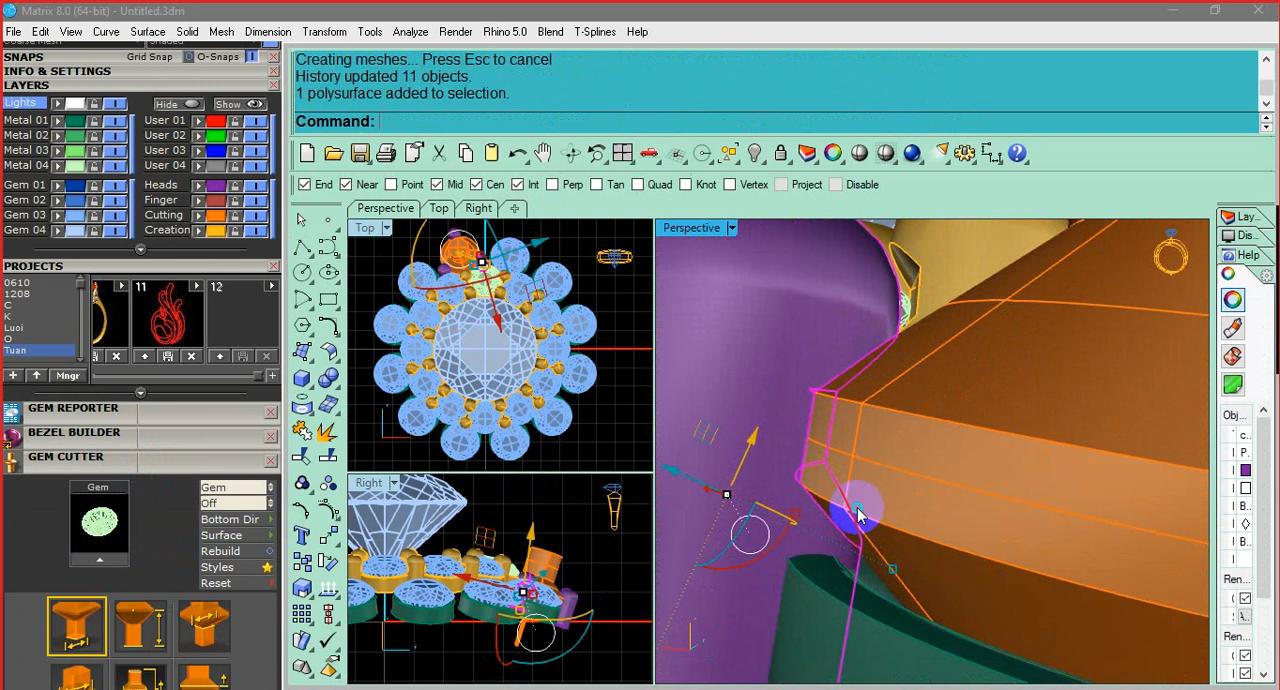 Matrix 8.0 (64-bit) - Untitled.3dm
File Edit View Curve Surface Solid Mesh Dimension Transform Tools Analyze Render Rhino 5.0 Blend T-Splines Help
SNAPS Grid Snap O-Snaps
INFO & SETTINGS
LAYERS
Lights Hide Show
Metal 01 User 01
Metal 02 User 02
Metal 03 User 03
Metal 04 User 04
Gem 01 Heads
Gem 02 Finger
Gem 03 Cutting
Gem 04 Creation
PROJECTS
0610
1208
C
K
Luoi
O
Tuan
11 12
Mngr
GEM REPORTER
BEZEL BUILDER
GEM CUTTER
Gem
Gem
Off
Bottom Dir
Surface
Rebuild
Styles
Reset
Creating meshes... Press Esc to cancel
History updated 11 objects.
1 polysurface added to selection.
Command:
End Near Point Mid Cen Int Perp Tan Quad Knot Vertex Project Disable
Perspective Top Right
Top
Perspective
Right
Lay...
Dis...
Help
Obj...
c..
P.
B..
B..
Ren...
Ren...